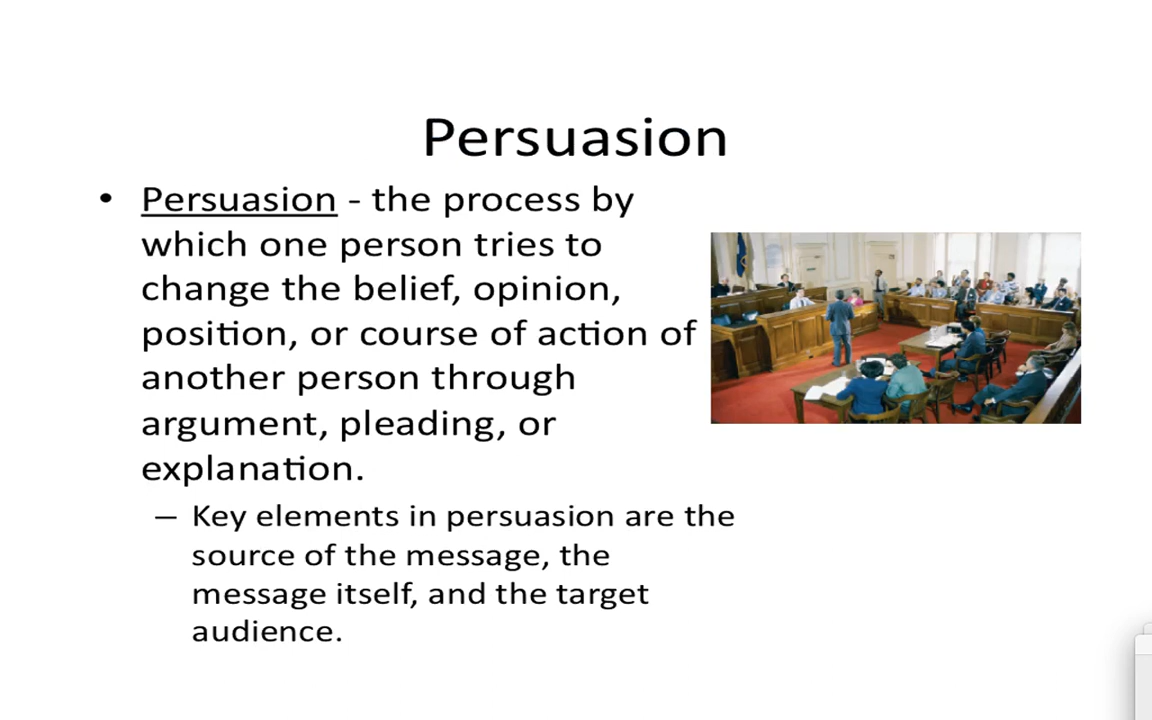 Persuasion
• Persuasion - the process by
which one person tries to
change the belief, opinion,
position, or course of action of
another person through
argument, pleading, or
explanation.
– Key elements in persuasion are the
source of the message, the
message itself, and the target
audience.